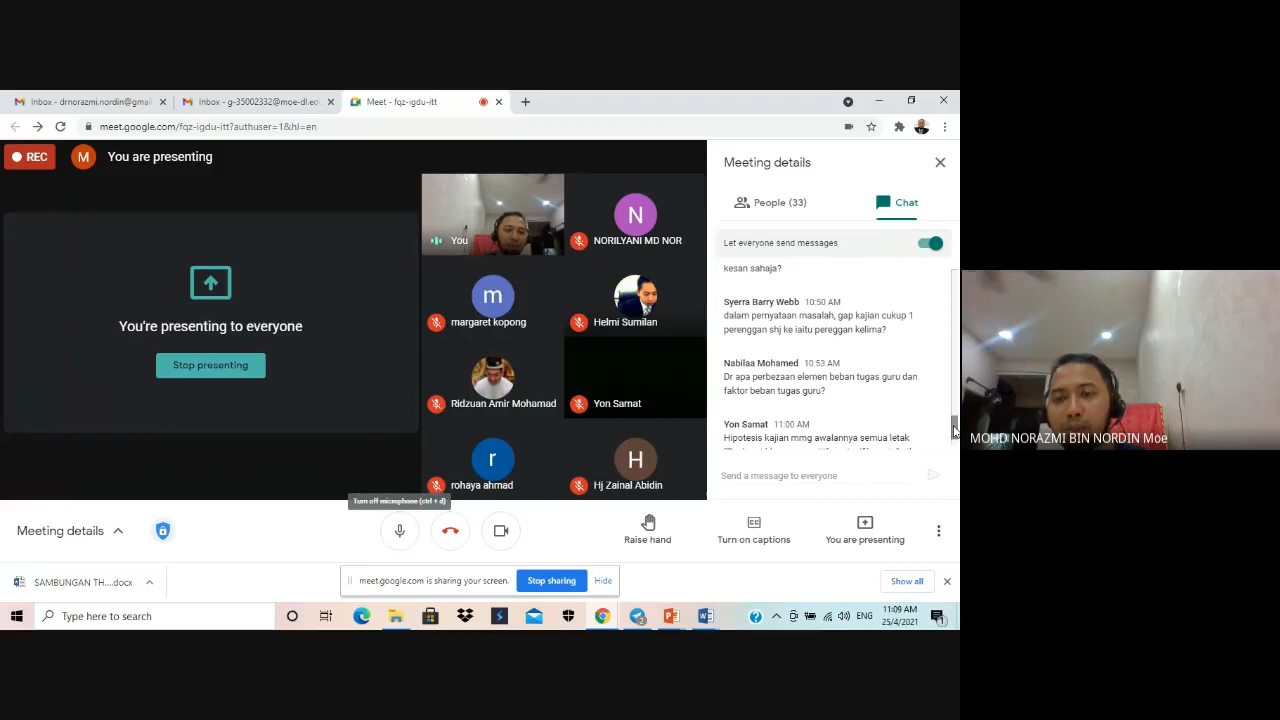 Inbox - drnorazmi.nordin@gmai
Inbox - g-35002332@moe-dl.ed
Meet - fqz-igdu-itt
meet.google.com/fqz-igdu-itt?authuser=1&hl=en
REC
M
You are presenting
You're presenting to everyone
Stop presenting
You
N
NORILYANI MD NOR
m
margaret kopong
Helmi Sumilan
Ridzuan Amir Mohamad
Yon Samat
r
rohaya ahmad
H
Hj Zainal Abidin
Meeting details
People (33)
Chat
Let everyone send messages
kesan sahaja?
Syerra Barry Webb 10:50 AM
dalam pernyataan masalah, gap kajian cukup 1
perenggan shj ke iaitu pereggan kelima?
Nabilaa Mohamed 10:53 AM
Dr apa perbezaan elemen beban tugas guru dan
faktor beban tugas guru?
Yon Samat 11:00 AM
Hipotesis kajian mmg awalannya semua letak
Send a message to everyone
MOHD NORAZMI BIN NORDIN Moe
Turn off microphone (ctrl + d)
Meeting details
Raise hand
Turn on captions
You are presenting
SAMBUNGAN TH....docx
meet.google.com is sharing your screen.
Stop sharing
Hide
Show all
Type here to search
ENG
11:09 AM
25/4/2021